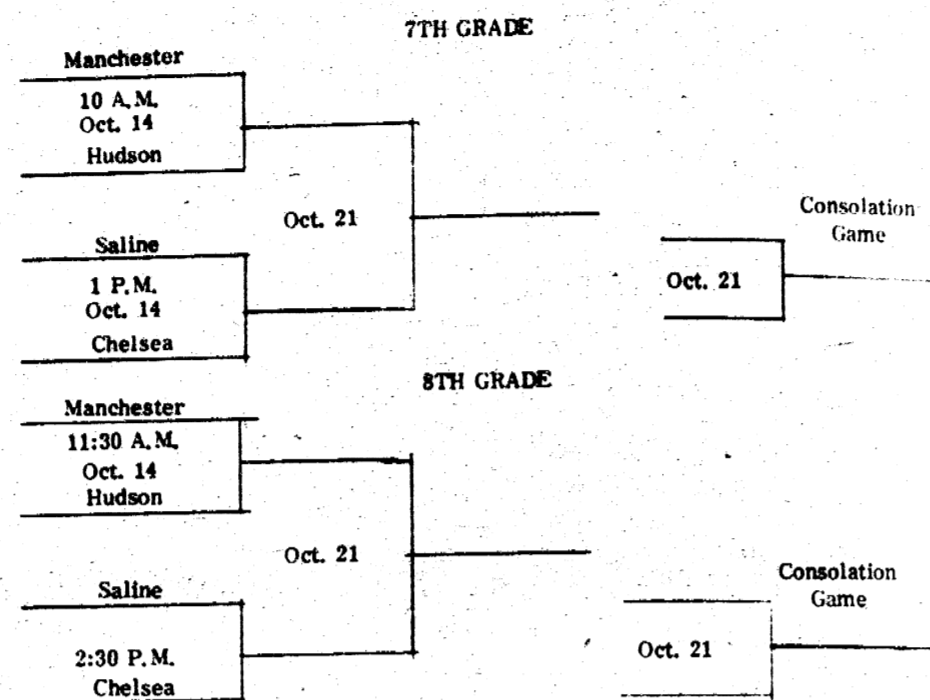 7TH GRADE
Manchester
10 A.M.
Oct. 14
Hudson
Oct. 21
Saline
1 P.M.
Oct. 14
Chelsea
Consolation
Game
Oct. 21
8TH GRADE
Manchester
11:30 A.M.
Oct. 14
Hudson
Oct. 21
Saline
2:30 P.M.
Chelsea
Consolation
Game
Oct. 21